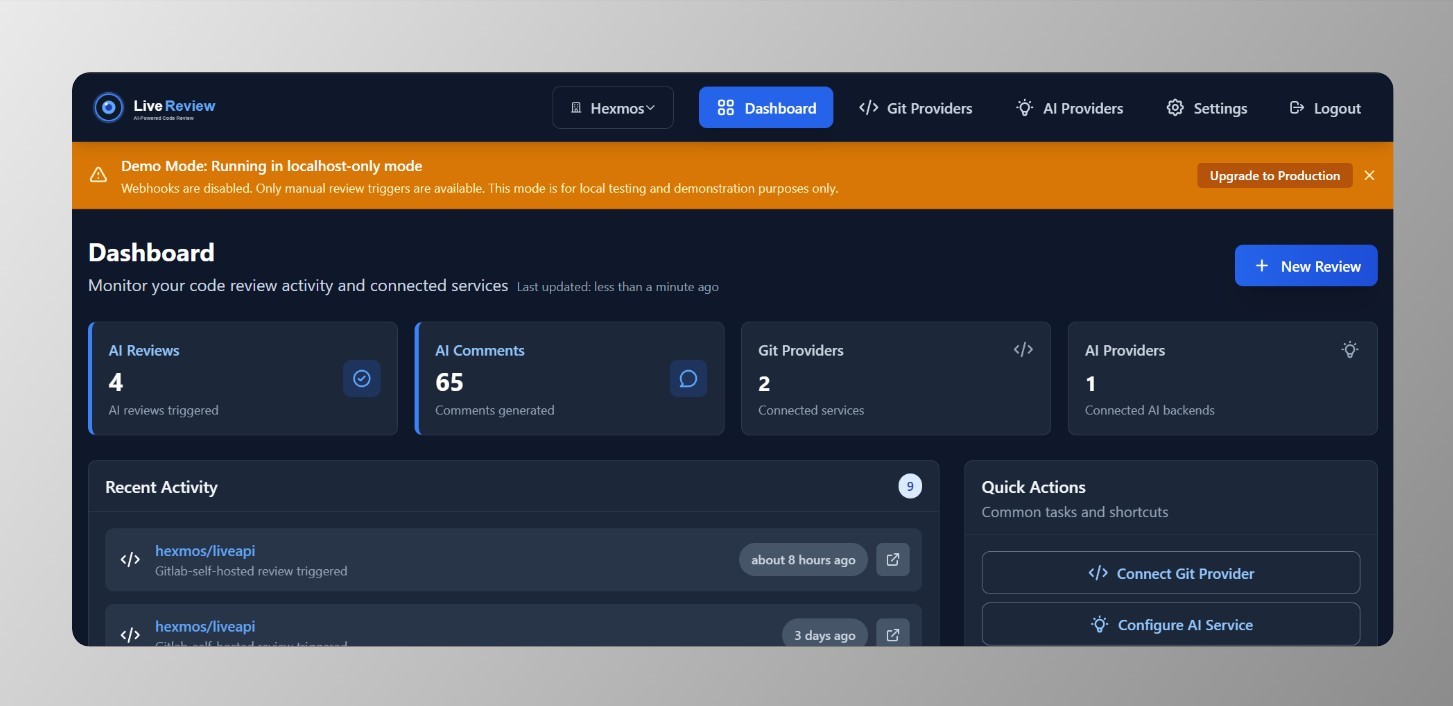 LiveReview
AI-Powered Code Review
Hexmos
Dashboard
Git Providers
AI Providers
Settings
Logout
Demo Mode: Running in localhost-only mode
Webhooks are disabled. Only manual review triggers are available. This mode is for local testing and demonstration purposes only.
Upgrade to Production
Dashboard
Monitor your code review activity and connected services Last updated: less than a minute ago
New Review
AI Reviews
4
AI reviews triggered
AI Comments
65
Comments generated
Git Providers
2
Connected services
AI Providers
1
Connected AI backends
Recent Activity
9
hexmos/liveapi
Gitlab-self-hosted review triggered
about 8 hours ago
hexmos/liveapi
Gitlab-self-hosted review triggered
3 days ago
Quick Actions
Common tasks and shortcuts
Connect Git Provider
Configure AI Service